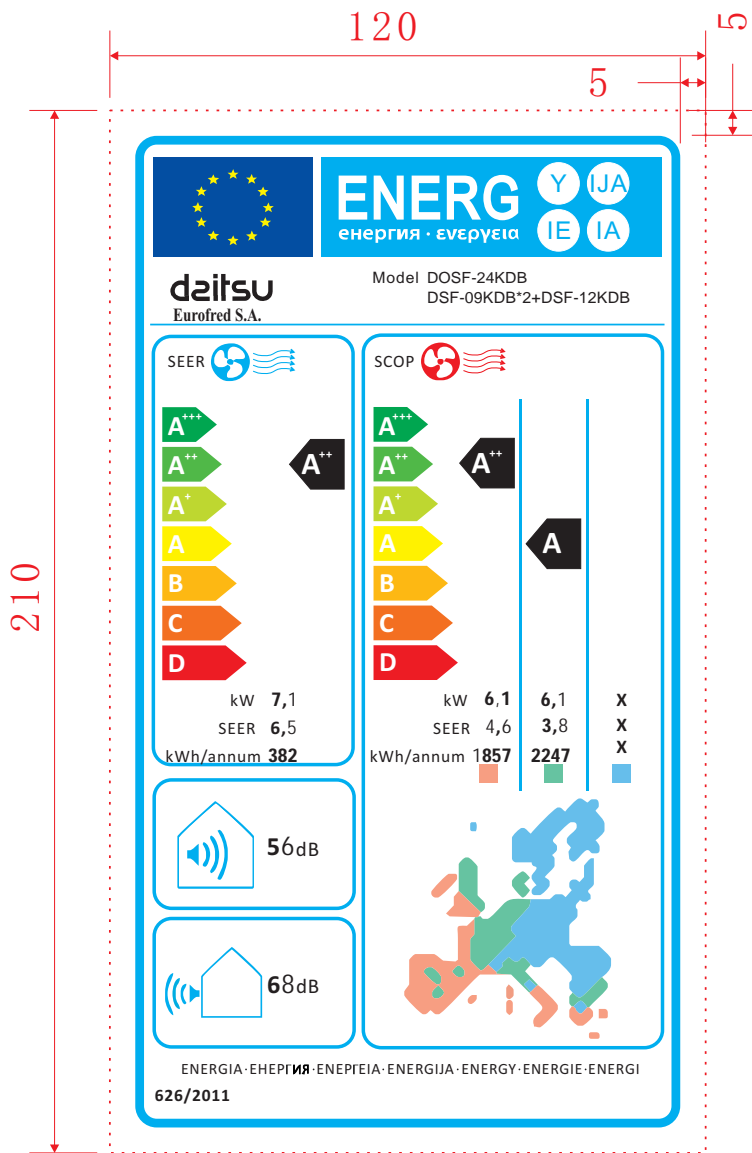 120
5
5
210
ENERG
енергия · ενεργεια
Y IJA
IE IA
daitsu
Eurofred S.A.
Model DOSF-24KDB
DSF-09KDB*2+DSF-12KDB
SEER
A+++
A++
A+
A
B
C
D
A++
kW 7,1
SEER 6,5
kWh/annum 382
SCOP
A+++
A++
A+
A
B
C
D
A++
A
kW 6,1 6,1 X
SEER 4,6 3,8 X
kWh/annum 1857 2247 X
56dB
68dB
ENERGIA·ЕНЕРГИЯ·ΕΝΕΡΓΕΙΑ·ENERGIJA·ENERGY·ENERGIE·ENERGI
626/2011